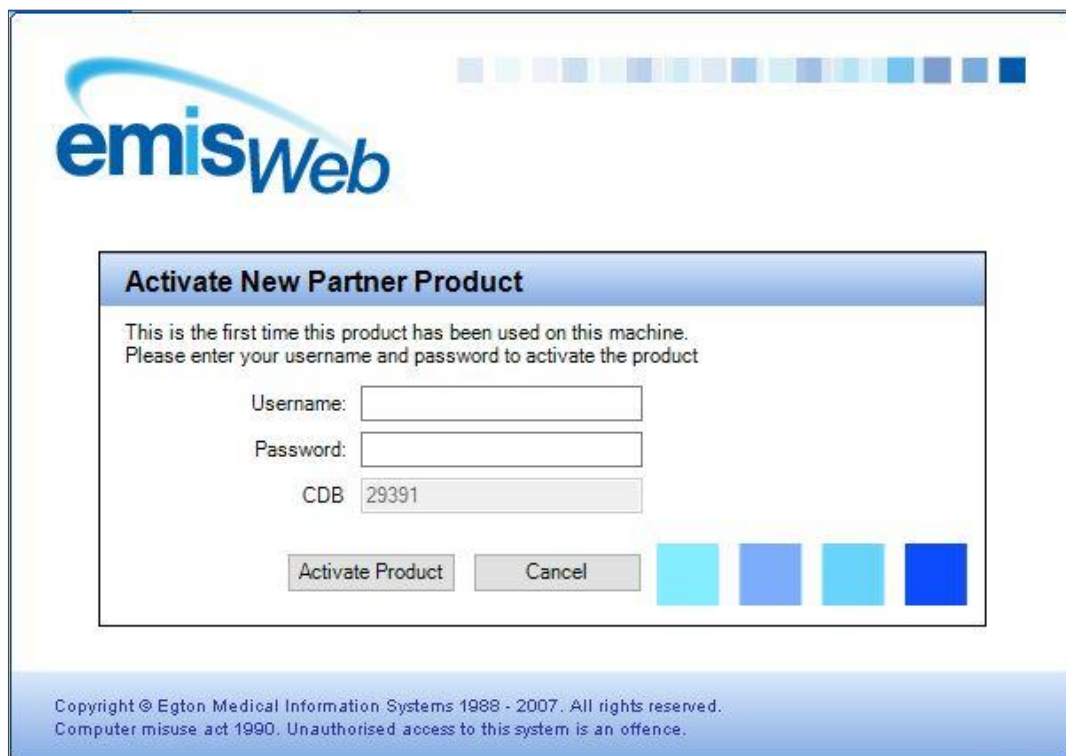 emisWeb
Activate New Partner Product
This is the first time this product has been used on this machine.
Please enter your username and password to activate the product
Username:
Password:
CDB 29391
Activate Product Cancel
Copyright © Egton Medical Information Systems 1988 - 2007. All rights reserved.
Computer misuse act 1990. Unauthorised access to this system is an offence.